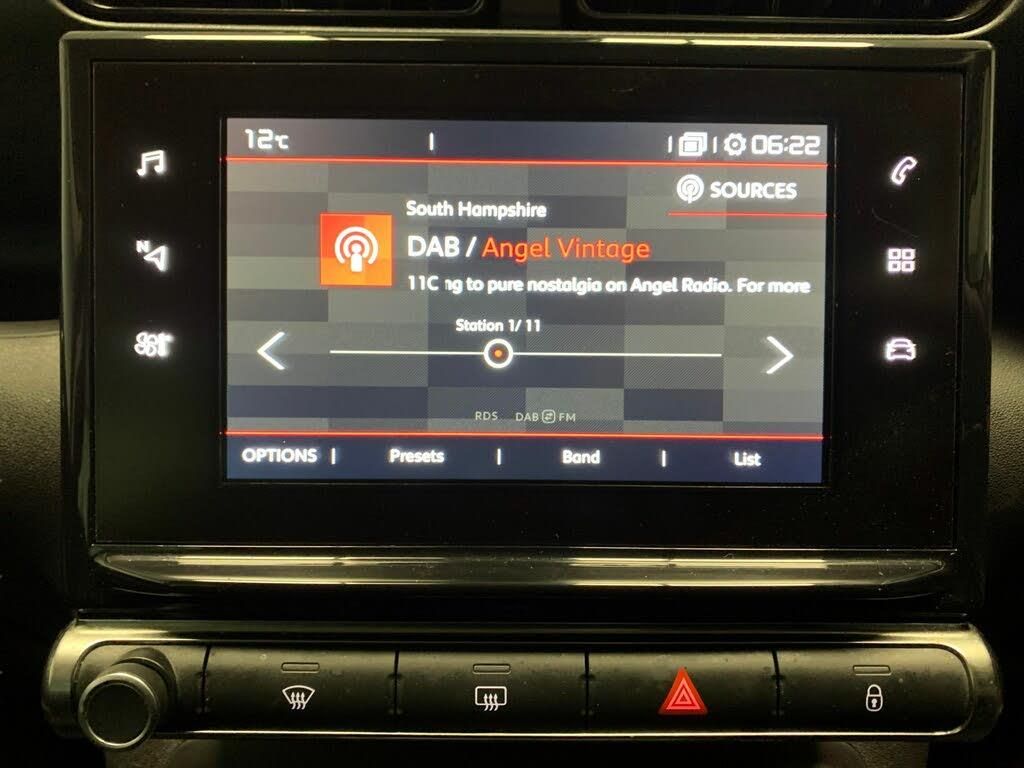 12°C
06:22
SOURCES
South Hampshire
DAB / Angel Vintage
11C ng to pure nostalgia on Angel Radio. For more
Station 1/ 11
RDS DAB FM
OPTIONS | Presets | Band | List
N